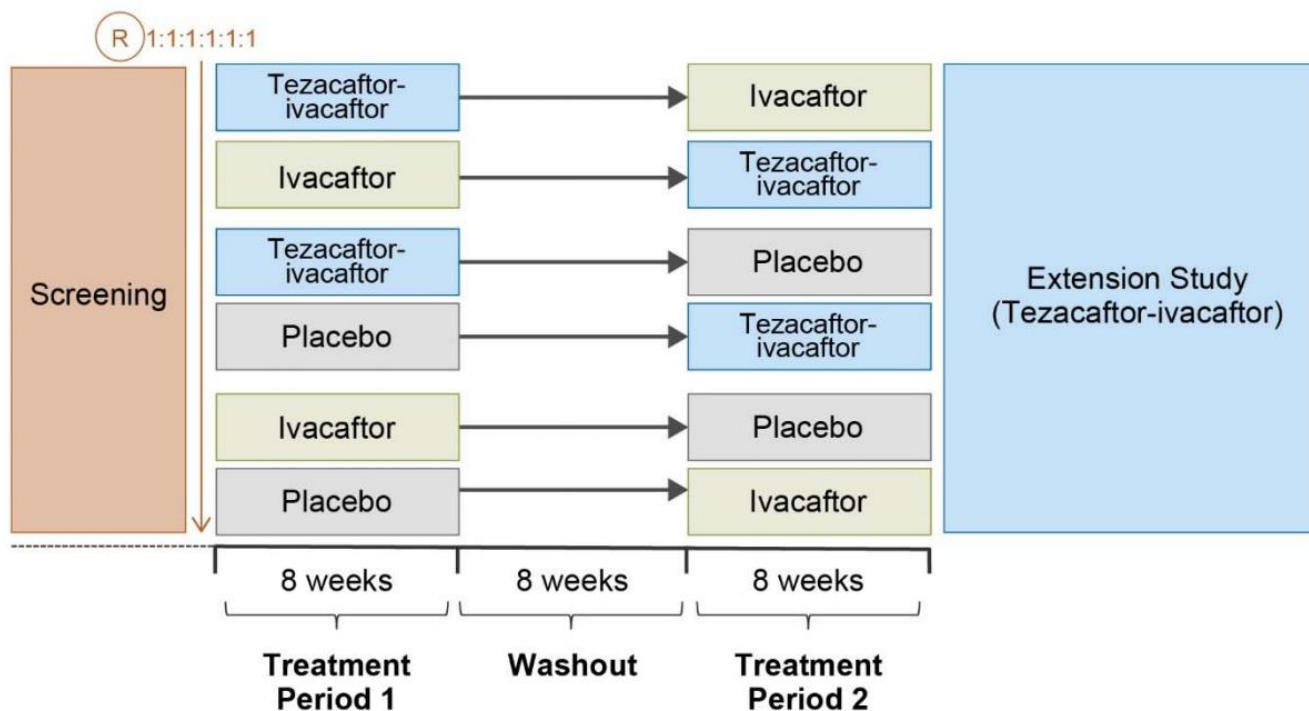 R 1:1:1:1:1:1
Screening
Tezacaftor-
ivacaftor
Ivacaftor
Ivacaftor
Tezacaftor-
ivacaftor
Tezacaftor-
ivacaftor
Placebo
Placebo
Tezacaftor-
ivacaftor
Ivacaftor
Placebo
Placebo
Ivacaftor
Extension Study
(Tezacaftor-ivacaftor)
8 weeks
8 weeks
8 weeks
Treatment
Period 1
Washout
Treatment
Period 2